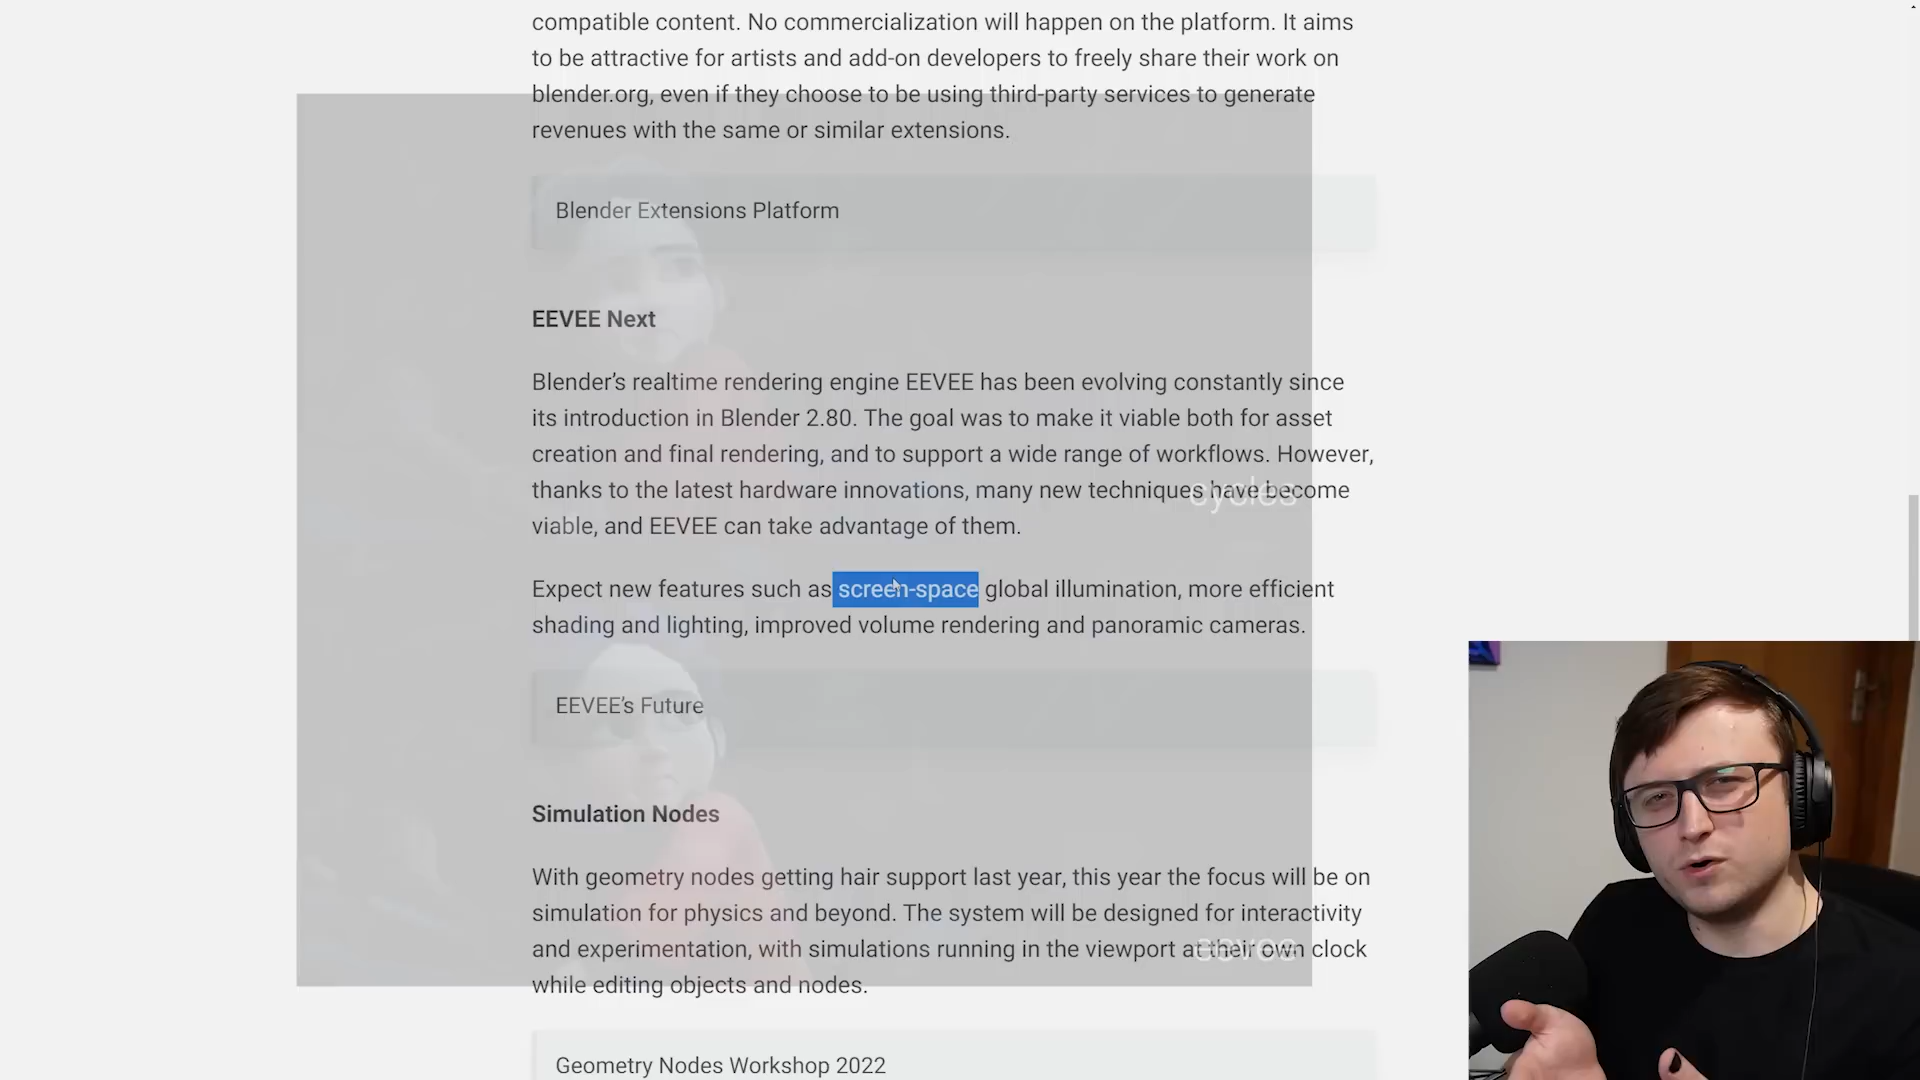 compatible content. No commercialization will happen on the platform. It aims
to be attractive for artists and add-on developers to freely share their work on
blender.org, even if they choose to be using third-party services to generate
revenues with the same or similar extensions.
Blender Extensions Platform
EEVEE Next
Blender’s realtime rendering engine EEVEE has been evolving constantly since
its introduction in Blender 2.80. The goal was to make it viable both for asset
creation and final rendering, and to support a wide range of workflows. However,
thanks to the latest hardware innovations, many new techniques have become
cycles
viable, and EEVEE can take advantage of them.
Expect new features such as screen-space global illumination, more efficient
shading and lighting, improved volume rendering and panoramic cameras.
EEVEE’s Future
Simulation Nodes
With geometry nodes getting hair support last year, this year the focus will be on
simulation for physics and beyond. The system will be designed for interactivity
and experimentation, with simulations running in the viewport at their own clock
eevee
while editing objects and nodes.
Geometry Nodes Workshop 2022